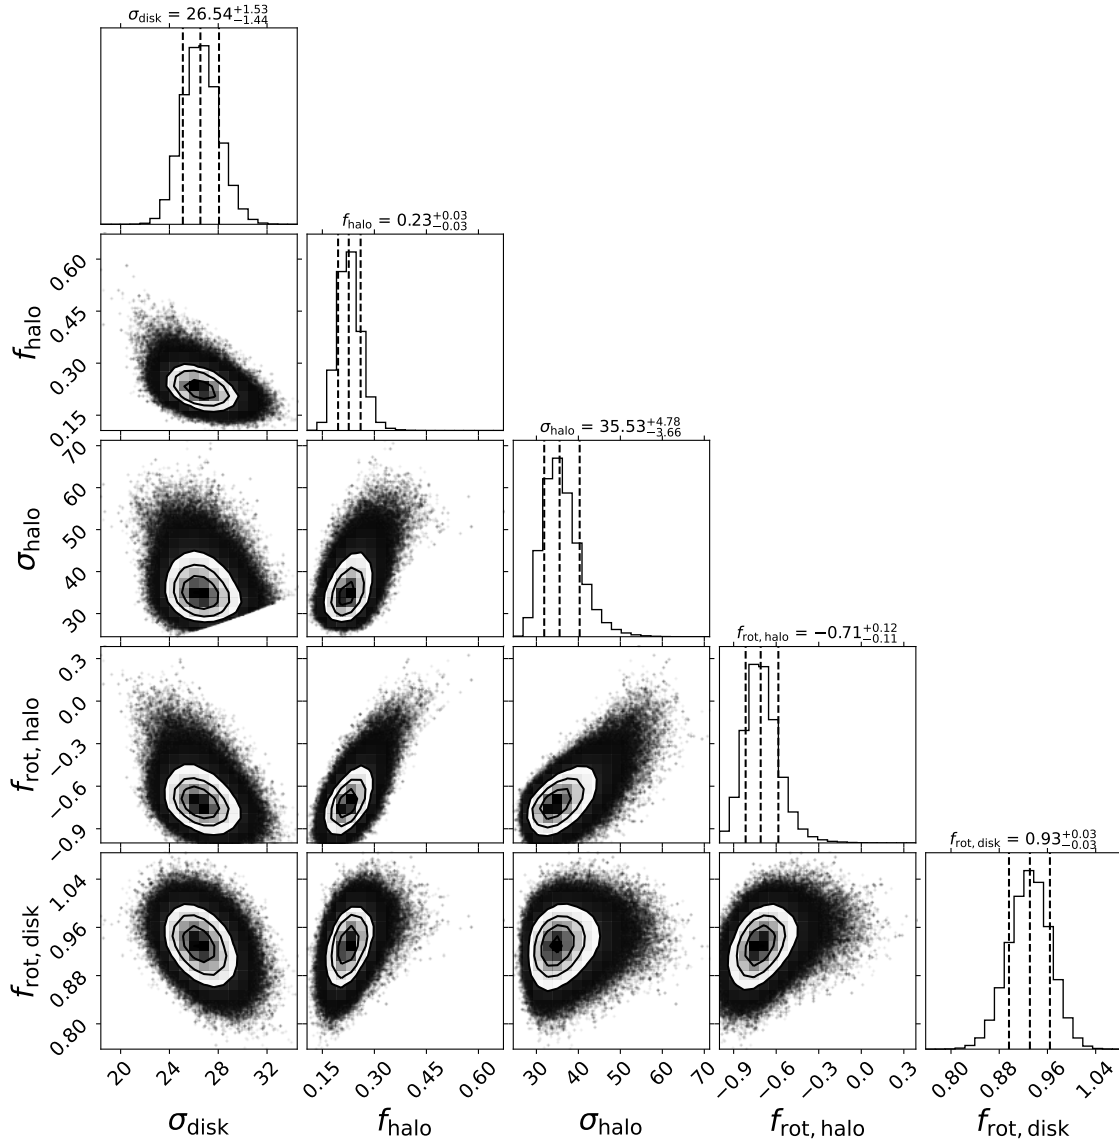 σ_disk = 26.54^{+1.53}_{−1.44}
f_halo = 0.23^{+0.03}_{−0.03}
0.60
0.45
0.30
0.15
f_halo
σ_halo = 35.53^{+4.78}_{−3.66}
70
60
50
40
30
σ_halo
f_rot, halo = −0.71^{+0.12}_{−0.11}
0.3
0.0
−0.3
−0.6
−0.9
f_rot, halo
f_rot, disk = 0.93^{+0.03}_{−0.03}
1.04
0.96
0.88
0.80
f_rot, disk
20 24 28 32 0.15 0.30 0.45 0.60 30 40 50 60 70 −0.9 −0.6 −0.3 0.0 0.3 0.80 0.88 0.96 1.04
σ_disk f_halo σ_halo f_rot, halo f_rot, disk